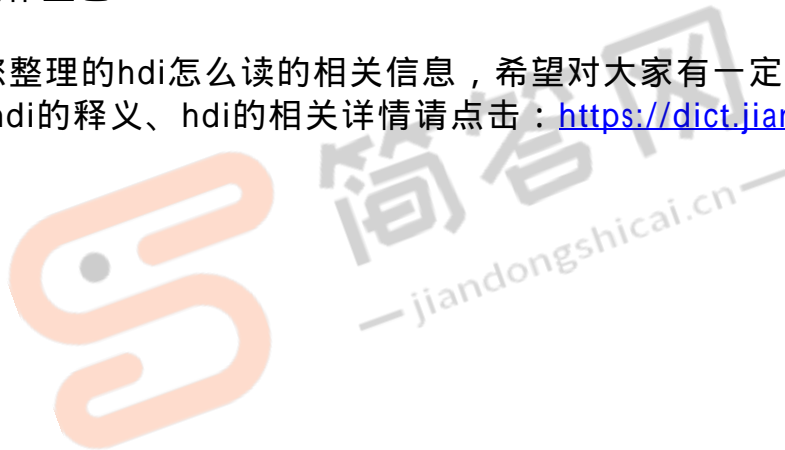 整理的hdi怎么读的相关信息，希望对大家有一定
hdi的释义、hdi的相关详情请点击：https://dict.jian
简答网
jiandongshicai.cn